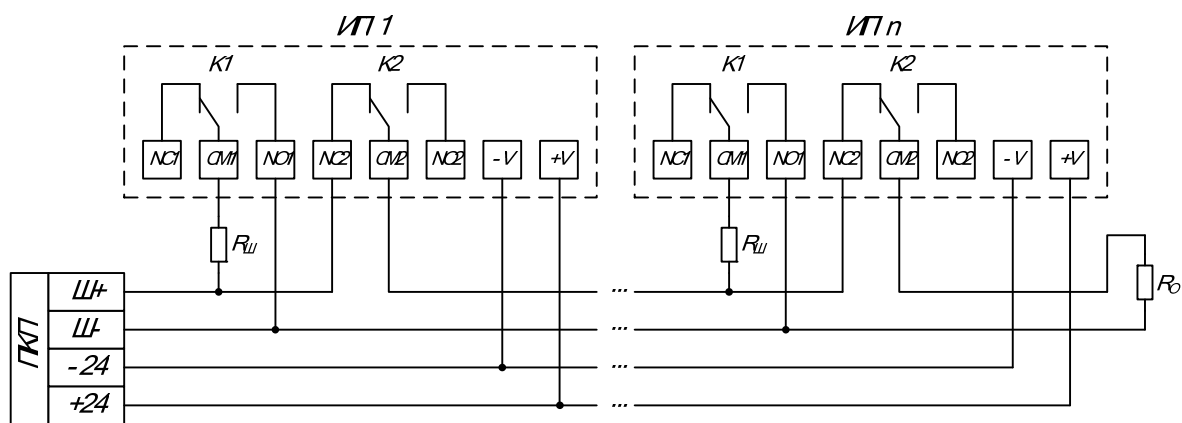 ИП 1 ИП n
К1 К2 К1 К2
NC1 CM1 NO1 NC2 CM2 NO2 -V +V NC1 CM1 NO1 NC2 CM2 NO2 -V +V
RШ RШ
Ш+ ... RО
Ш- ...
-24 ...
+24 ...
ПКП